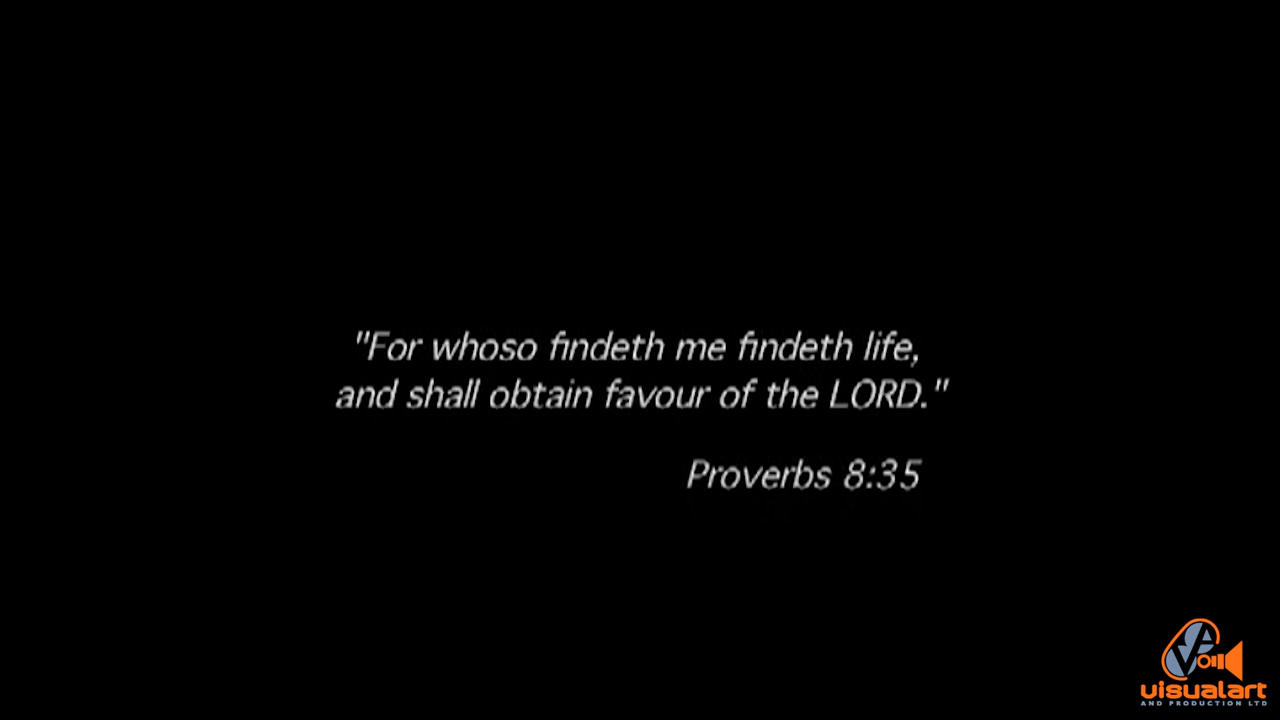 "For whoso findeth me findeth life,
and shall obtain favour of the LORD."
Proverbs 8:35
VA
visualart
AND PRODUCTION LTD